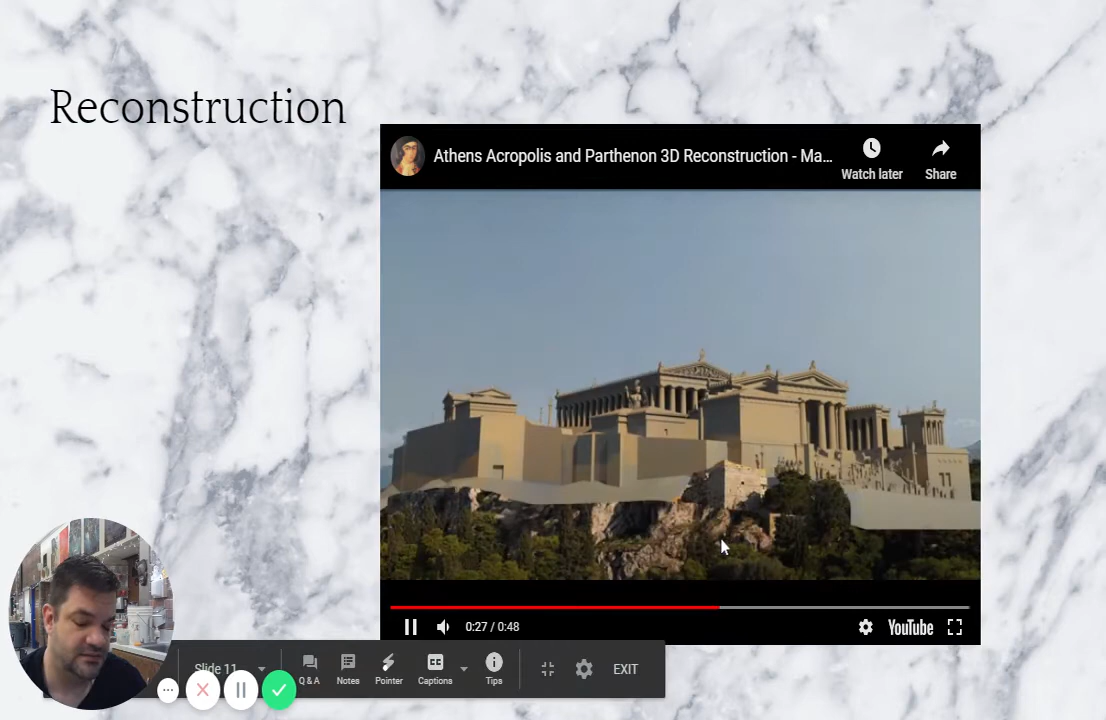 Reconstruction
Athens Acropolis and Parthenon 3D Reconstruction - Ma...
Watch later
Share
0:27 / 0:48
YouTube
Slide 11
Q & A
Notes
Pointer
CC
Captions
Tips
EXIT